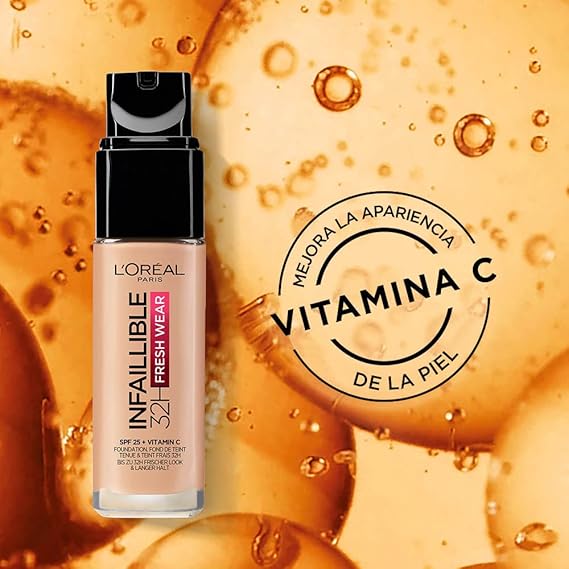 L'ORÉAL
PARIS
INFAILLIBLE
32H FRESH WEAR
SPF 25 + VITAMIN C
FOUNDATION, FOND DE TEINT
TENUE & TEINT FRAIS 32H
BIS ZU 32H FRISCHER LOOK
& LANGER HALT
MEJORA LA APARIENCIA
VITAMINA C
DE LA PIEL